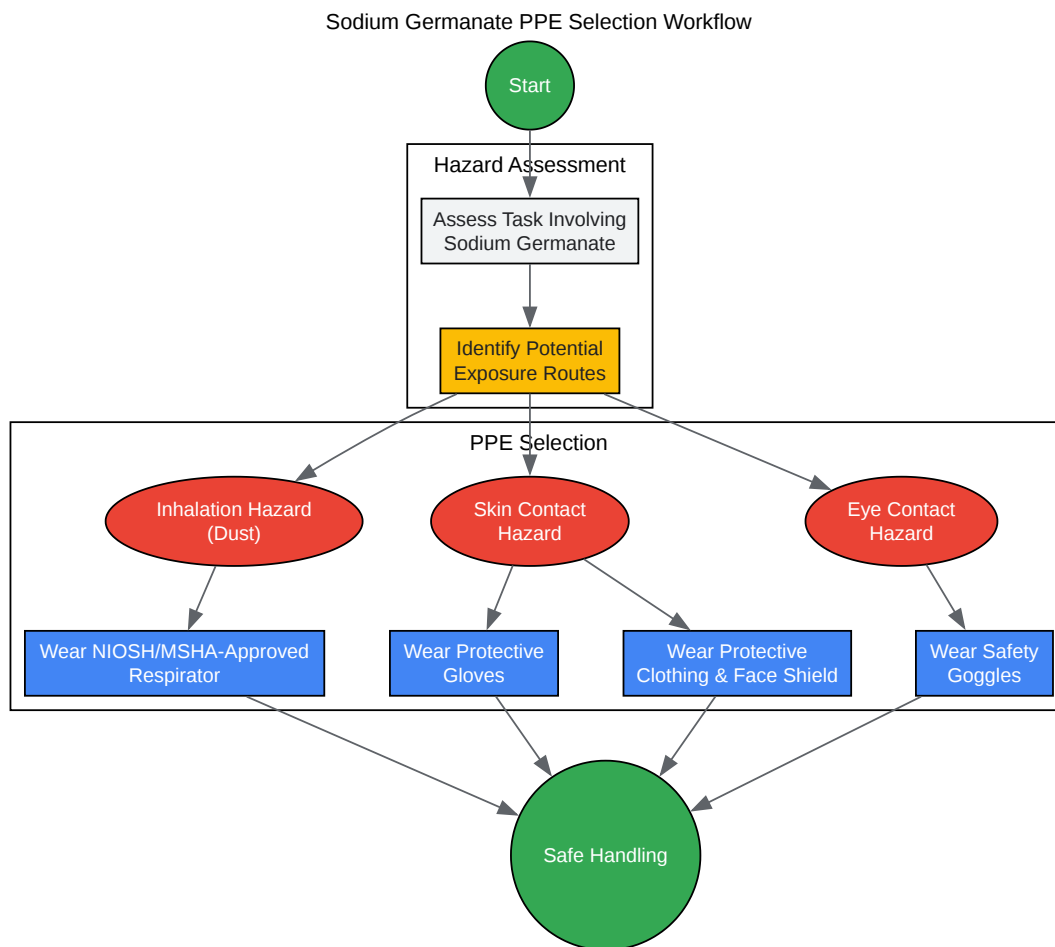 Sodium Germanate PPE Selection Workflow
Start
Hazard Assessment
Assess Task Involving
Sodium Germanate
Identify Potential
Exposure Routes
PPE Selection
Inhalation Hazard
(Dust)
Skin Contact
Hazard
Eye Contact
Hazard
Wear NIOSH/MSHA-Approved
Respirator
Wear Protective
Gloves
Wear Protective
Clothing & Face Shield
Wear Safety
Goggles
Safe Handling